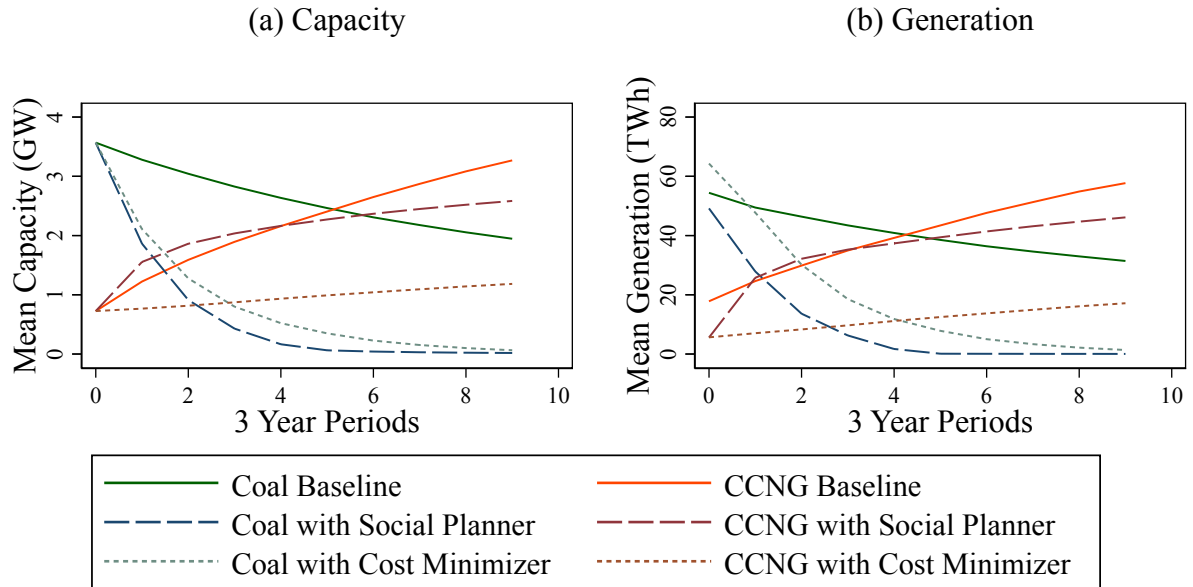 (a) Capacity
(b) Generation
Mean Capacity (GW)
0 1 2 3 4
0 2 4 6 8 10
3 Year Periods
Mean Generation (TWh)
0 20 40 60 80
0 2 4 6 8 10
3 Year Periods
Coal Baseline
CCNG Baseline
Coal with Social Planner
CCNG with Social Planner
Coal with Cost Minimizer
CCNG with Cost Minimizer